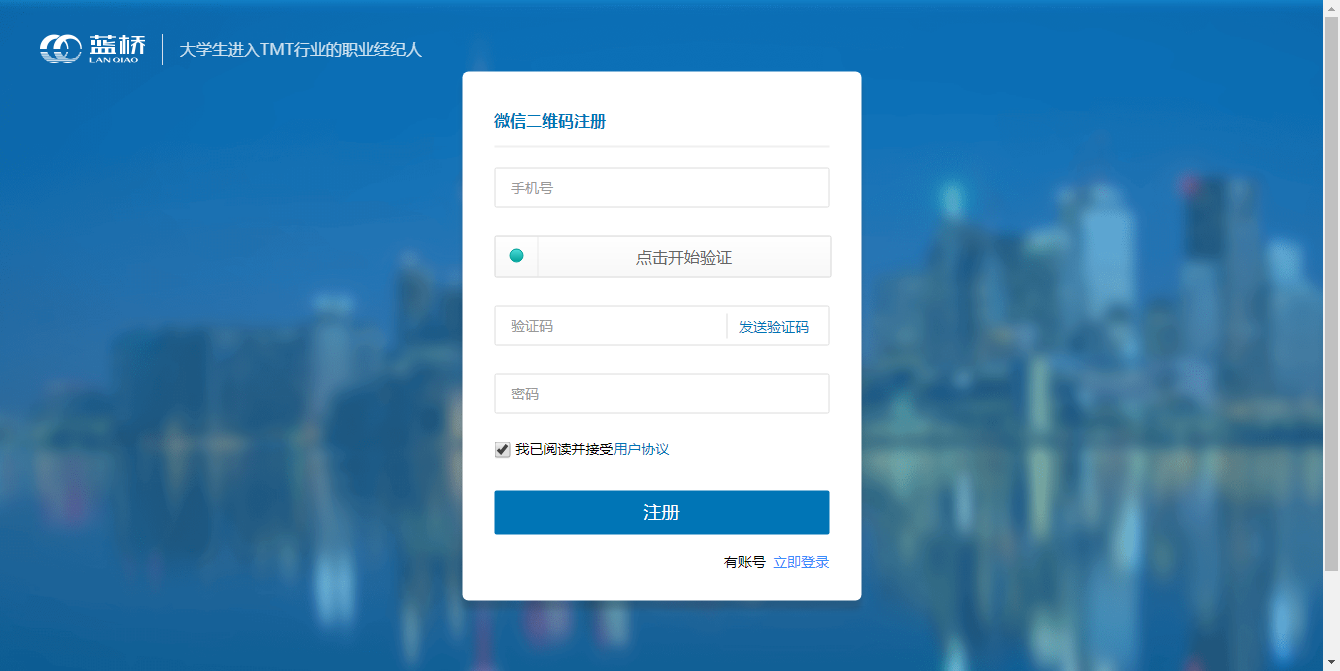 蓝桥
LAN QIAO
大学生进入TMT行业的职业经纪人
微信二维码注册
手机号
点击开始验证
验证码 发送验证码
密码
我已阅读并接受用户协议
注册
有账号 立即登录